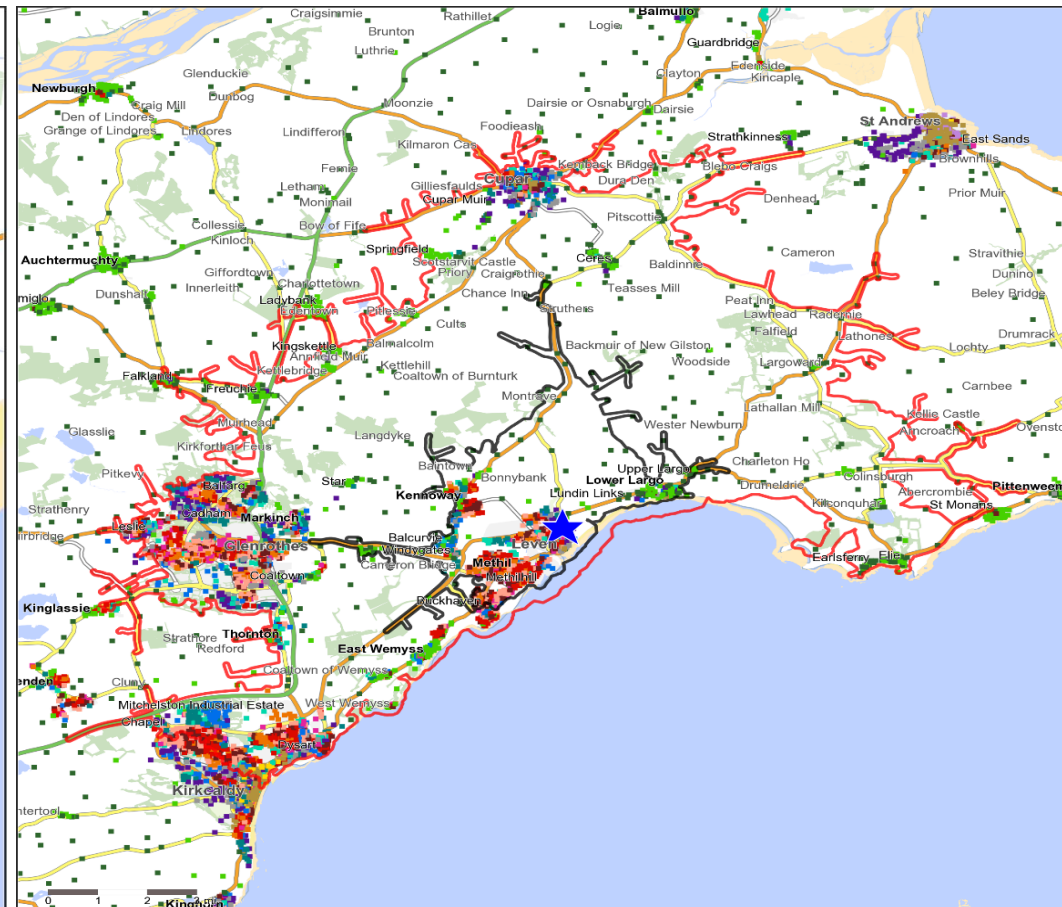 Craigsimmie
Rathillet
Balmullo
Brunton
Logie
Luthrie
Guardbridge
Edenside
Glenduckie
Clayton
Kincaple
Newburgh
Dunbog
Craig Mill
Moonzie
Dairsie or Osnaburgh
Dairsie
Den of Lindores
Foodieash
St Andrews
Grange of Lindores
Lindores
Lindifferon
Strathkinness
East Sands
Kilmaron Cas
Kemback Bridge
Brownhills
Fernie
Blebo Craigs
Cupar
Dura Den
Letham
Gilliesfaulds
Prior Muir
Monimail
Cupar Muir
Denhead
Collessie
Bow of Fife
Pitscottie
Kinloch
Springfield
Cameron
Stravithie
Auchtermuchty
Scotstarvit Castle
Ceres
Baldinnie
Giffordtown
Priory
Craigrothie
Dunino
Innerleith
Charlottetown
Teasses Mill
Dunshalt
Chance Inn
Beley Bridge
miglo
Ladybank
Peat Inn
Edentown
Pitlessie
Struthers
Lawhead
Radernie
Cults
Falfield
Lathones
Drumrack
Kingskettle
Balmalcolm
Backmuir of New Gilston
Lochty
Annfield Muir
Kettlehill
Woodside
Largoward
Kettlebridge
Falkland
Coaltown of Burnturk
Freuchie
Carnbee
Montrave
Lathallan Mill
Kellie Castle
Muirhead
Wester Newburn
Arncroach
Ovensto
Glasslie
Langdyke
Kirkforthar Feus
Baintown
Upper Largo
Charleton Ho
Pitkevy
Bonnybank
Lower Largo
Colinsburgh
Balfarg
Star
Drumeldrie
Pittenweem
Strathenry
Kennoway
Lundin Links
Abercrombie
Cadham
Kilconquhar
St Monans
Markinch
Leslie
irbridge
Balcurvie
Leven
Glenrothes
Windygates
Earlsferry
Elie
Cameron Bridge
Methil
Coaltown
Methilhill
Kinglassie
Buckhaven
Strathore
Thornton
Redford
East Wemyss
Coaltown of Wemyss
enden
Cluny
West Wemyss
Mitchelston Industrial Estate
Chapel
Dysart
Kirkcaldy
ntertool
0 1 2
Kinghorn